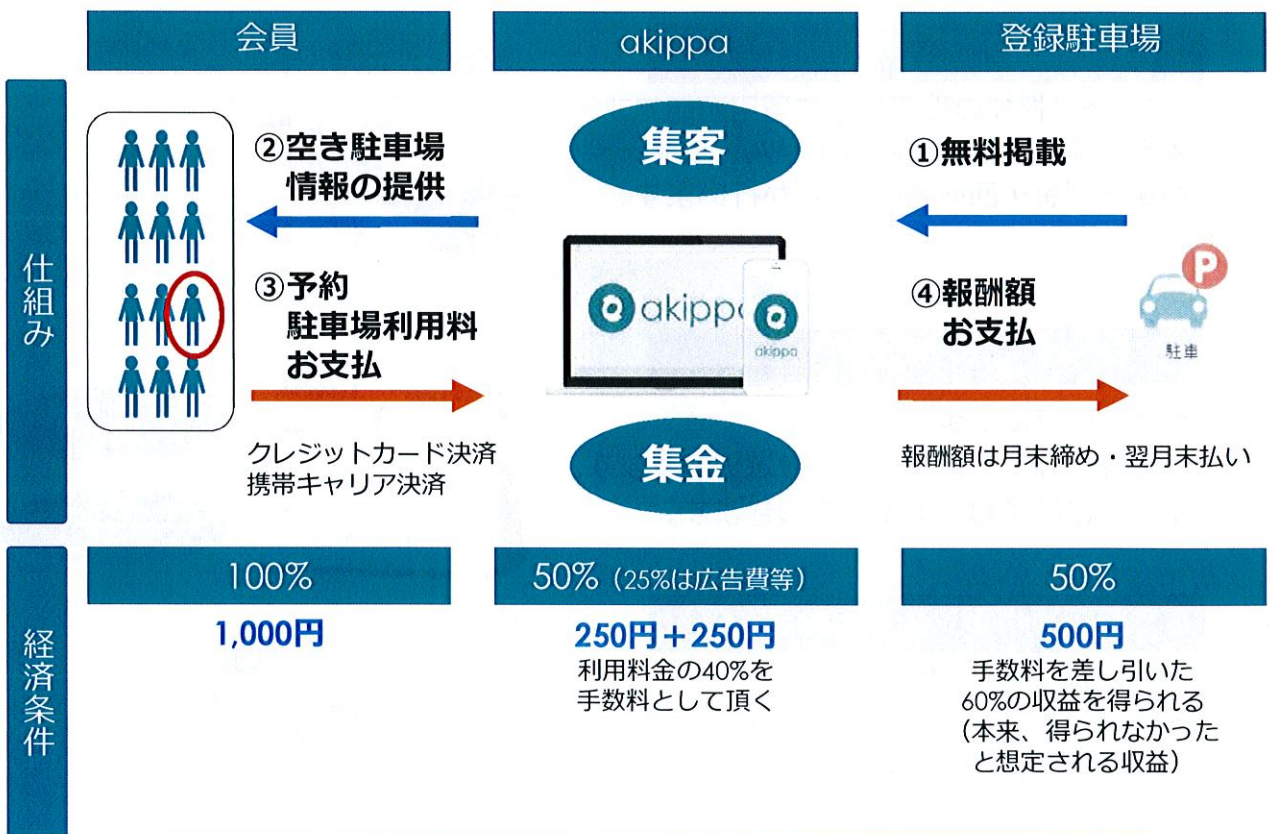 会員
akippa
登録駐車場
仕組み
②空き駐車場
情報の提供
③予約
駐車場利用料
お支払
クレジットカード決済
携帯キャリア決済
集客
akippa
akippa
集金
①無料掲載
④報酬額
お支払
P
駐車
報酬額は月末締め・翌月末払い
経済条件
100%
1,000円
50%（25%は広告費等）
250円＋250円
利用料金の40%を
手数料として頂く
50%
500円
手数料を差し引いた
60%の収益を得られる
（本来、得られなかった
と想定される収益）